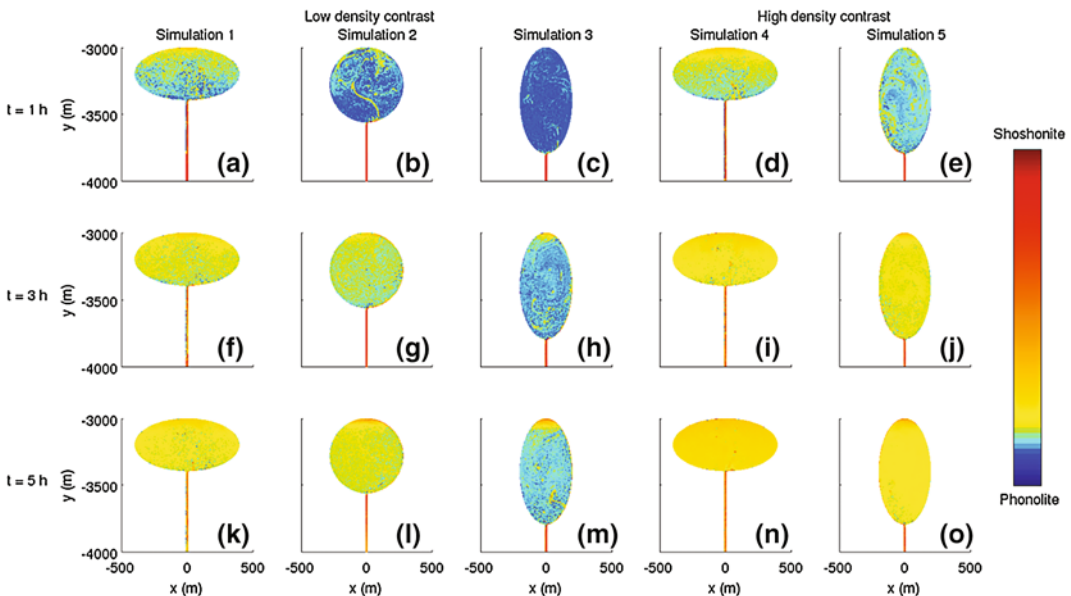 Low density contrast
High density contrast
Simulation 1
Simulation 2
Simulation 3
Simulation 4
Simulation 5
t = 1 h
y (m)
-3000
-3500
-4000
(a)
(b)
(c)
(d)
(e)
Shoshonite
Phonolite
t = 3 h
y (m)
-3000
-3500
-4000
(f)
(g)
(h)
(i)
(j)
t = 5 h
y (m)
-3000
-3500
-4000
(k)
(l)
(m)
(n)
(o)
-500 0 500
-500 0 500
-500 0 500
-500 0 500
-500 0 500
x (m)
x (m)
x (m)
x (m)
x (m)